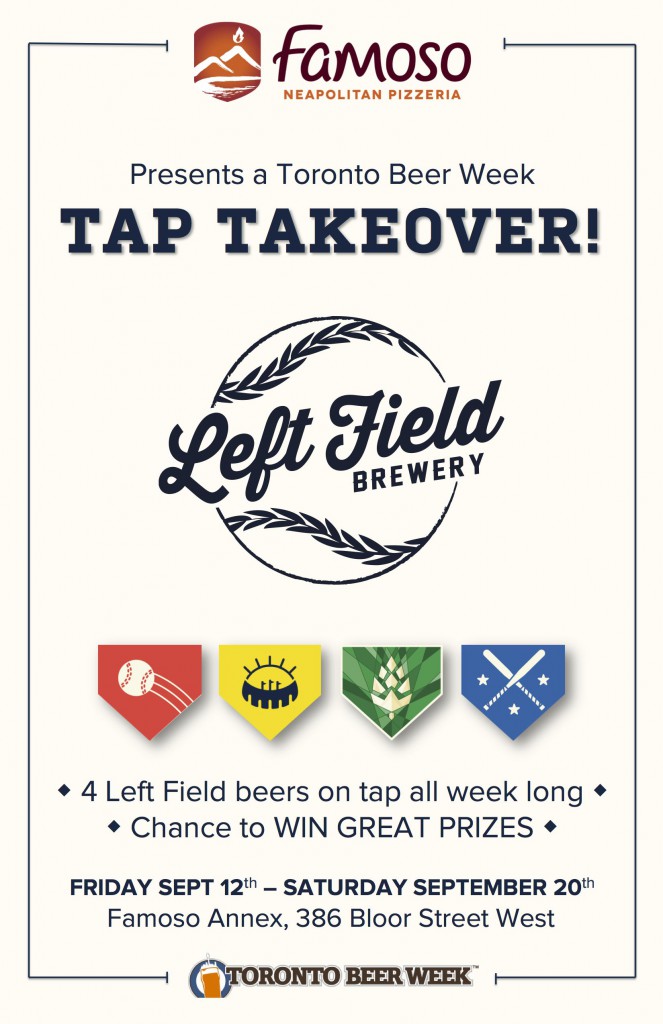 Famoso
NEAPOLITAN PIZZERIA
Presents a Toronto Beer Week
TAP TAKEOVER!
Left Field
BREWERY
◆ 4 Left Field beers on tap all week long ◆
◆ Chance to WIN GREAT PRIZES ◆
FRIDAY SEPT 12th – SATURDAY SEPTEMBER 20th
Famoso Annex, 386 Bloor Street West
TORONTO BEER WEEK™